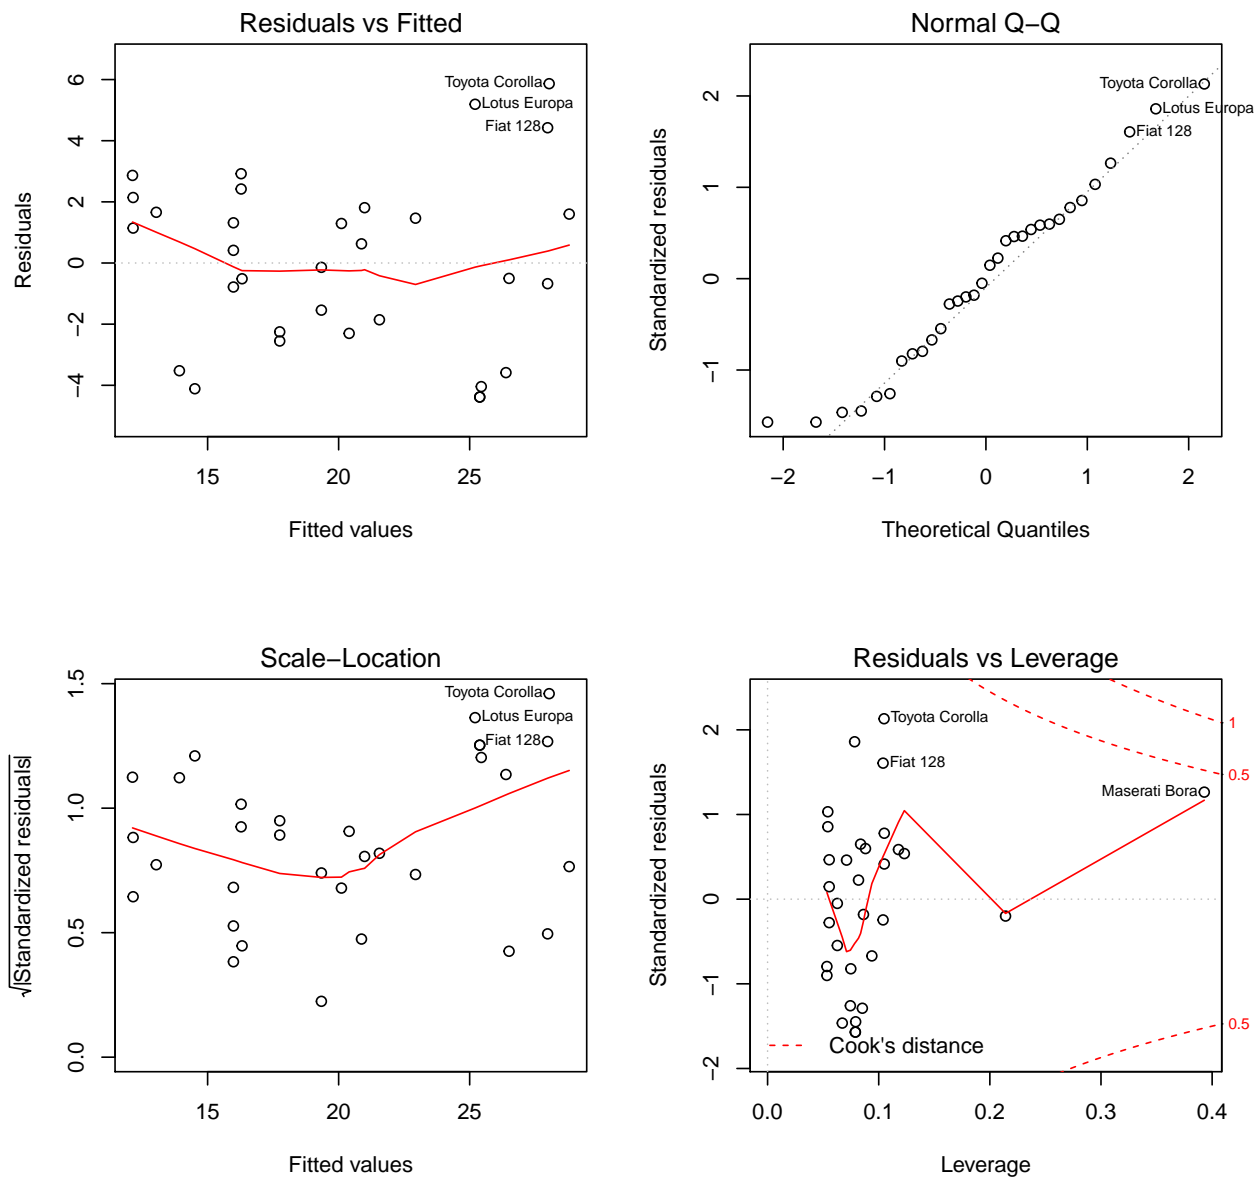 Residuals vs Fitted
Residuals
6
4
2
0
−2
−4
Toyota Corolla
Lotus Europa
Fiat 128
15 20 25
Fitted values
Normal Q−Q
Standardized residuals
2
1
0
−1
Toyota Corolla
Lotus Europa
Fiat 128
−2 −1 0 1 2
Theoretical Quantiles
Scale−Location
√|Standardized residuals|
1.5
1.0
0.5
0.0
Toyota Corolla
Lotus Europa
Fiat 128
15 20 25
Fitted values
Residuals vs Leverage
Standardized residuals
2
1
0
−1
−2
Toyota Corolla
Fiat 128
Maserati Bora
1
0.5
0.5
Cook's distance
0.0 0.1 0.2 0.3 0.4
Leverage